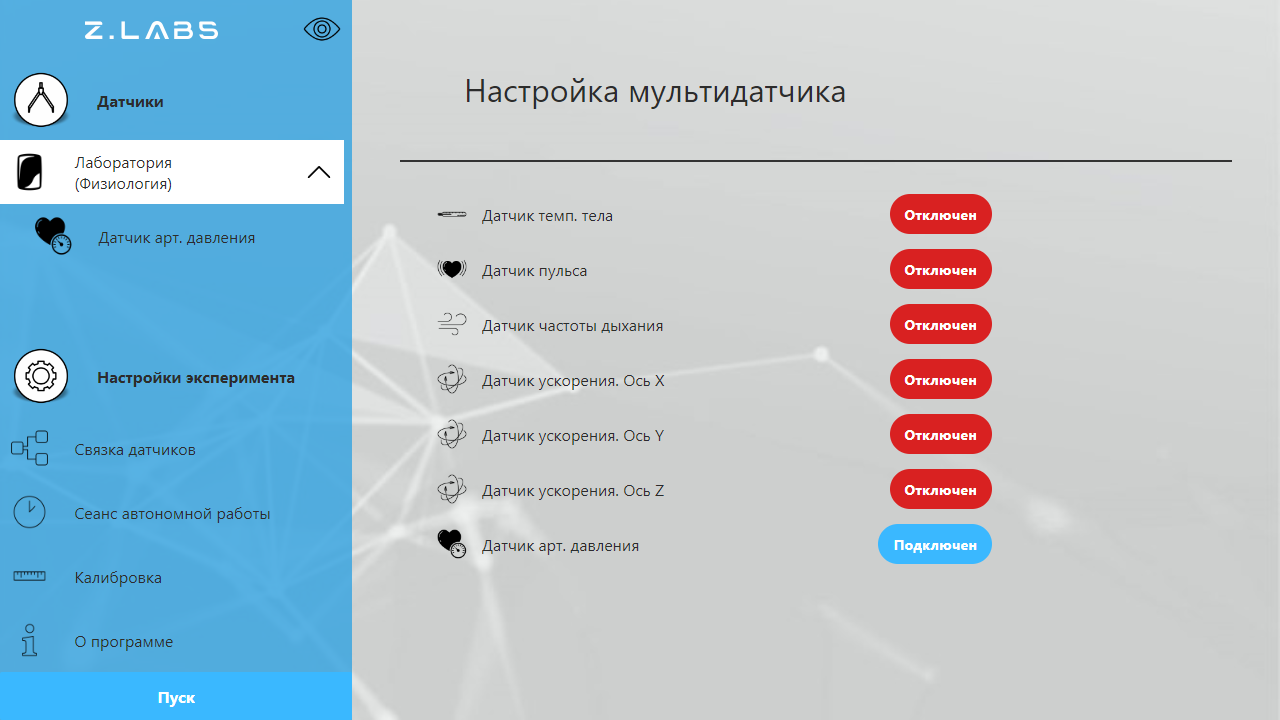 Z.LABS
Датчики
Лаборатория
(Физиология)
Датчик арт. давления
Настройки эксперимента
Связка датчиков
Сеанс автономной работы
Калибровка
О программе
Пуск
Настройка мультидатчика
Датчик темп. тела Отключен
Датчик пульса Отключен
Датчик частоты дыхания Отключен
Датчик ускорения. Ось X Отключен
Датчик ускорения. Ось Y Отключен
Датчик ускорения. Ось Z Отключен
Датчик арт. давления Подключен